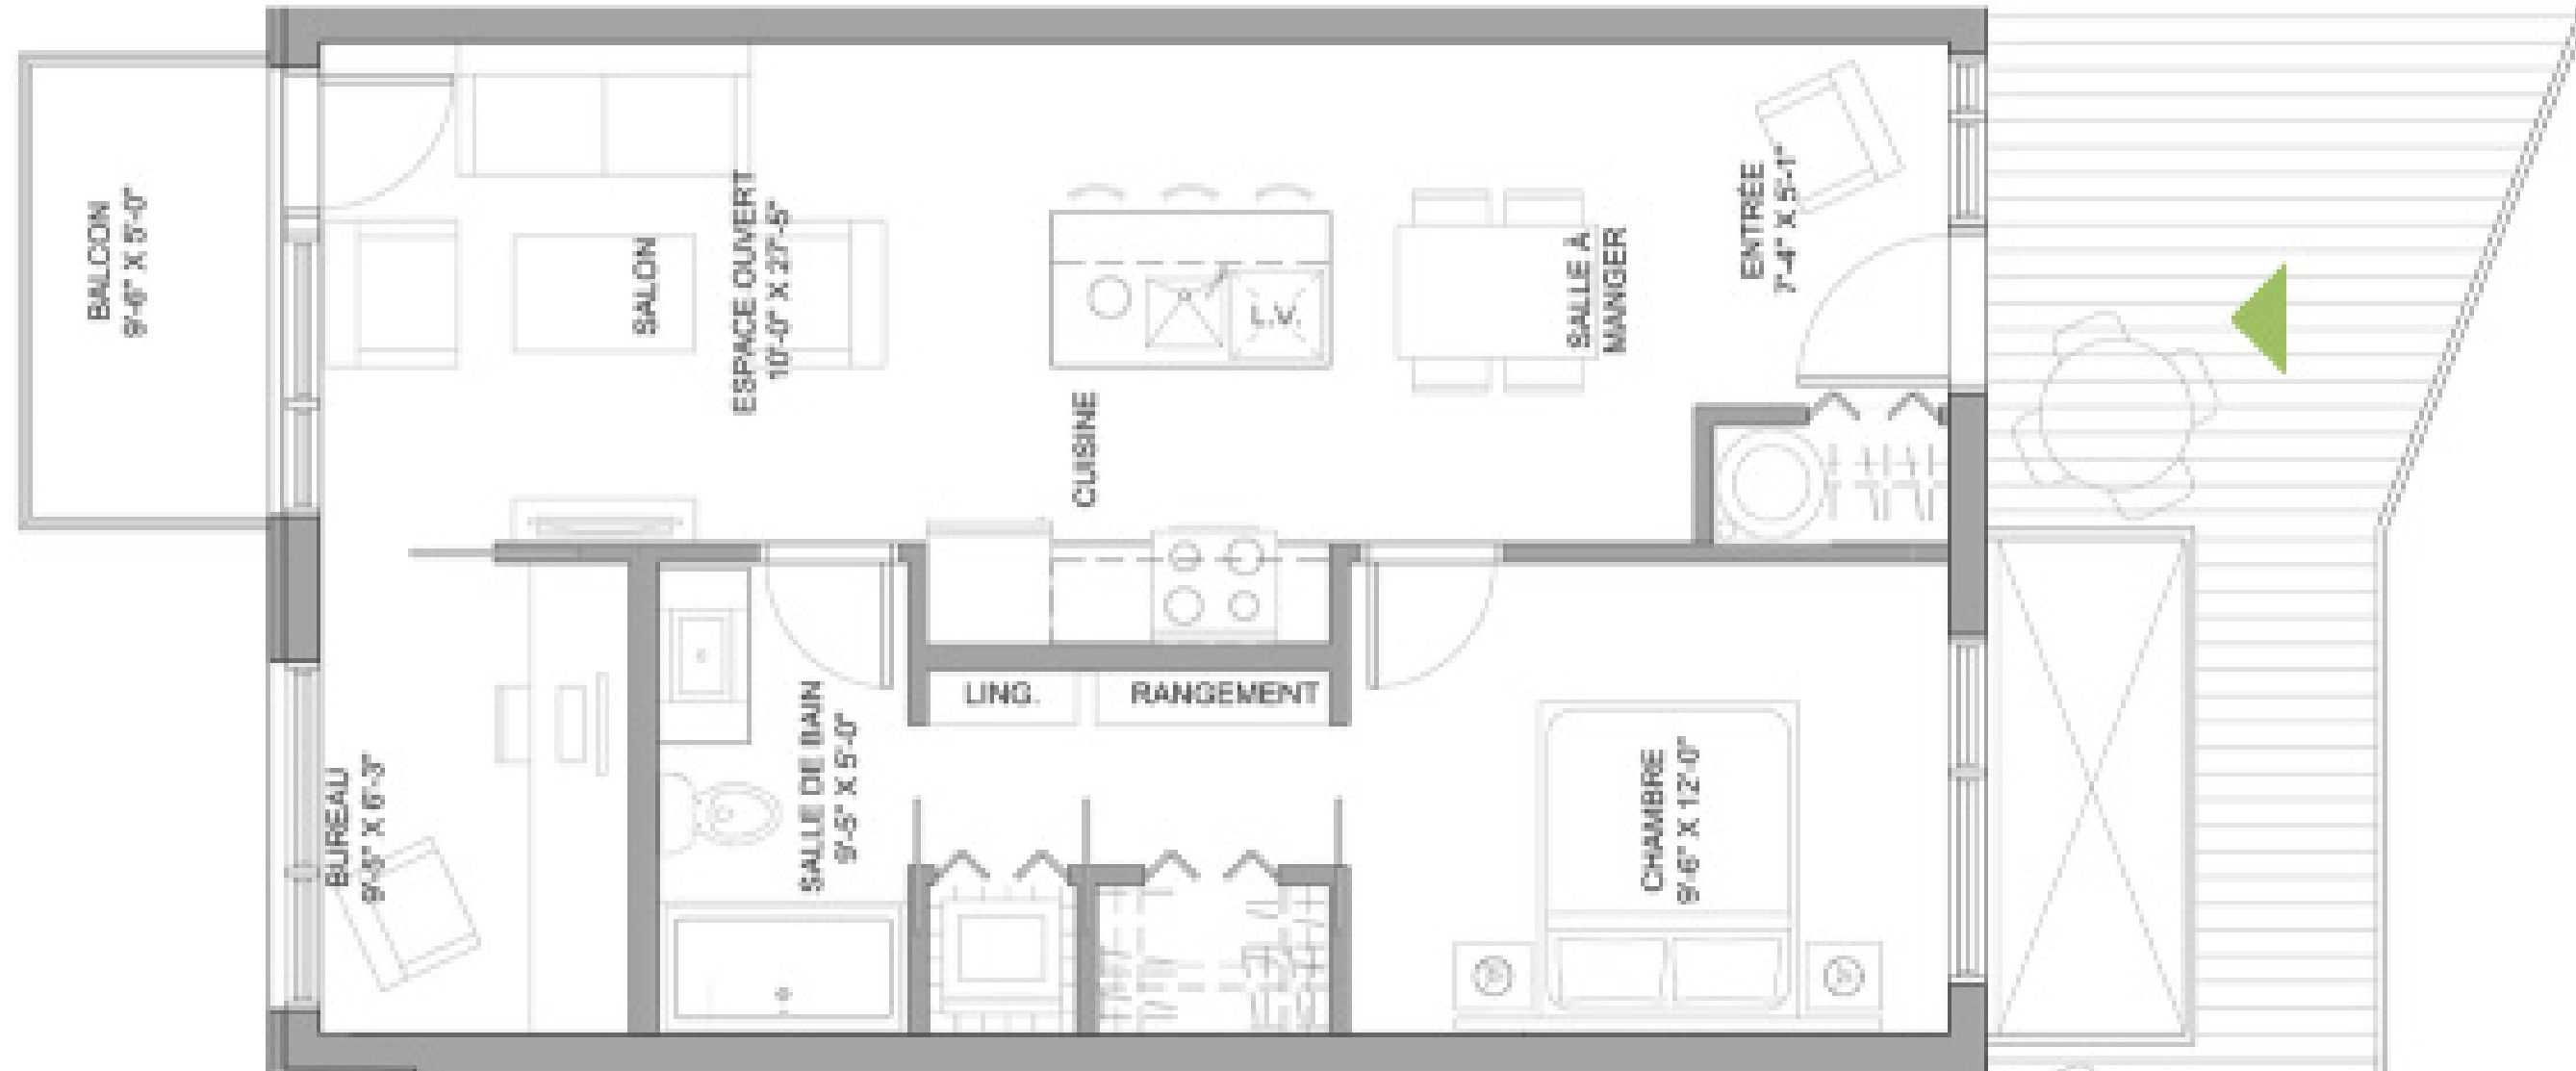 BALCON
9'-6" X 5'-0"
SALON
ESPACE OUVERT
10'-0" X 27'-5"
CUISINE
L.V.
SALLE À
MANGER
ENTRÉE
7'-4" X 5'-1"
BUREAU
9'-5" X 6'-3"
SALLE DE BAIN
9'-5" X 5'-0"
LING.
RANGEMENT
CHAMBRE
9'-6" X 12'-0"